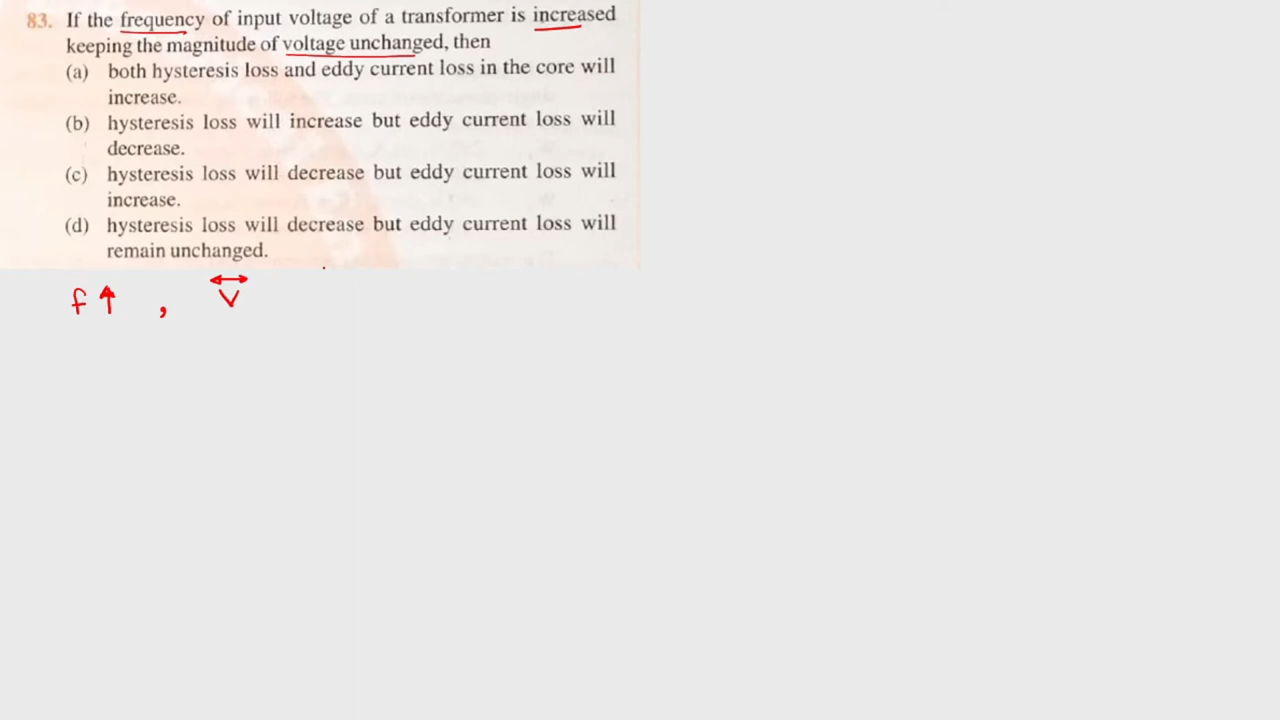 83. If the frequency of input voltage of a transformer is increased
keeping the magnitude of voltage unchanged, then
(a) both hysteresis loss and eddy current loss in the core will
increase.
(b) hysteresis loss will increase but eddy current loss will
decrease.
(c) hysteresis loss will decrease but eddy current loss will
increase.
(d) hysteresis loss will decrease but eddy current loss will
remain unchanged.
f ↑ , V